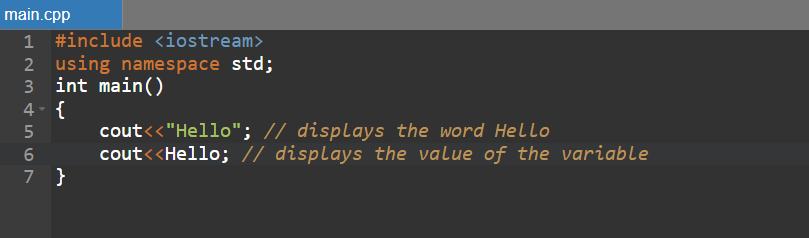 main.cpp
1 #include <iostream>
2 using namespace std;
3 int main()
4 {
5     cout<<"Hello"; // displays the word Hello
6     cout<<Hello; // displays the value of the variable
7 }